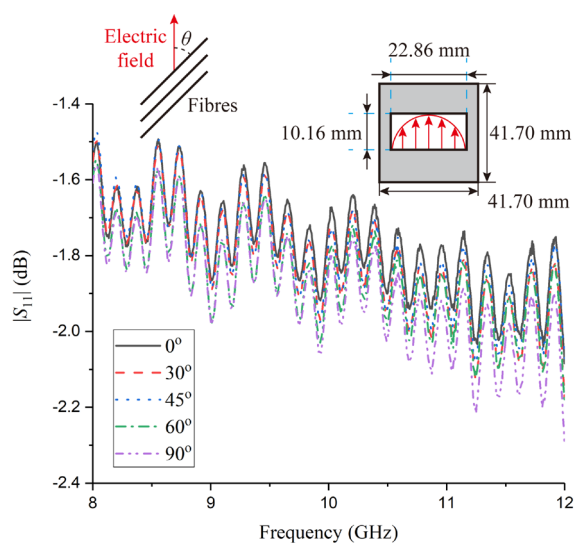 Electric
field
θ
Fibres
22.86 mm
10.16 mm
41.70 mm
41.70 mm
-1.4
-1.6
-1.8
-2.0
-2.2
-2.4
|S11| (dB)
0°
30°
45°
60°
90°
8
9
10
11
12
Frequency (GHz)